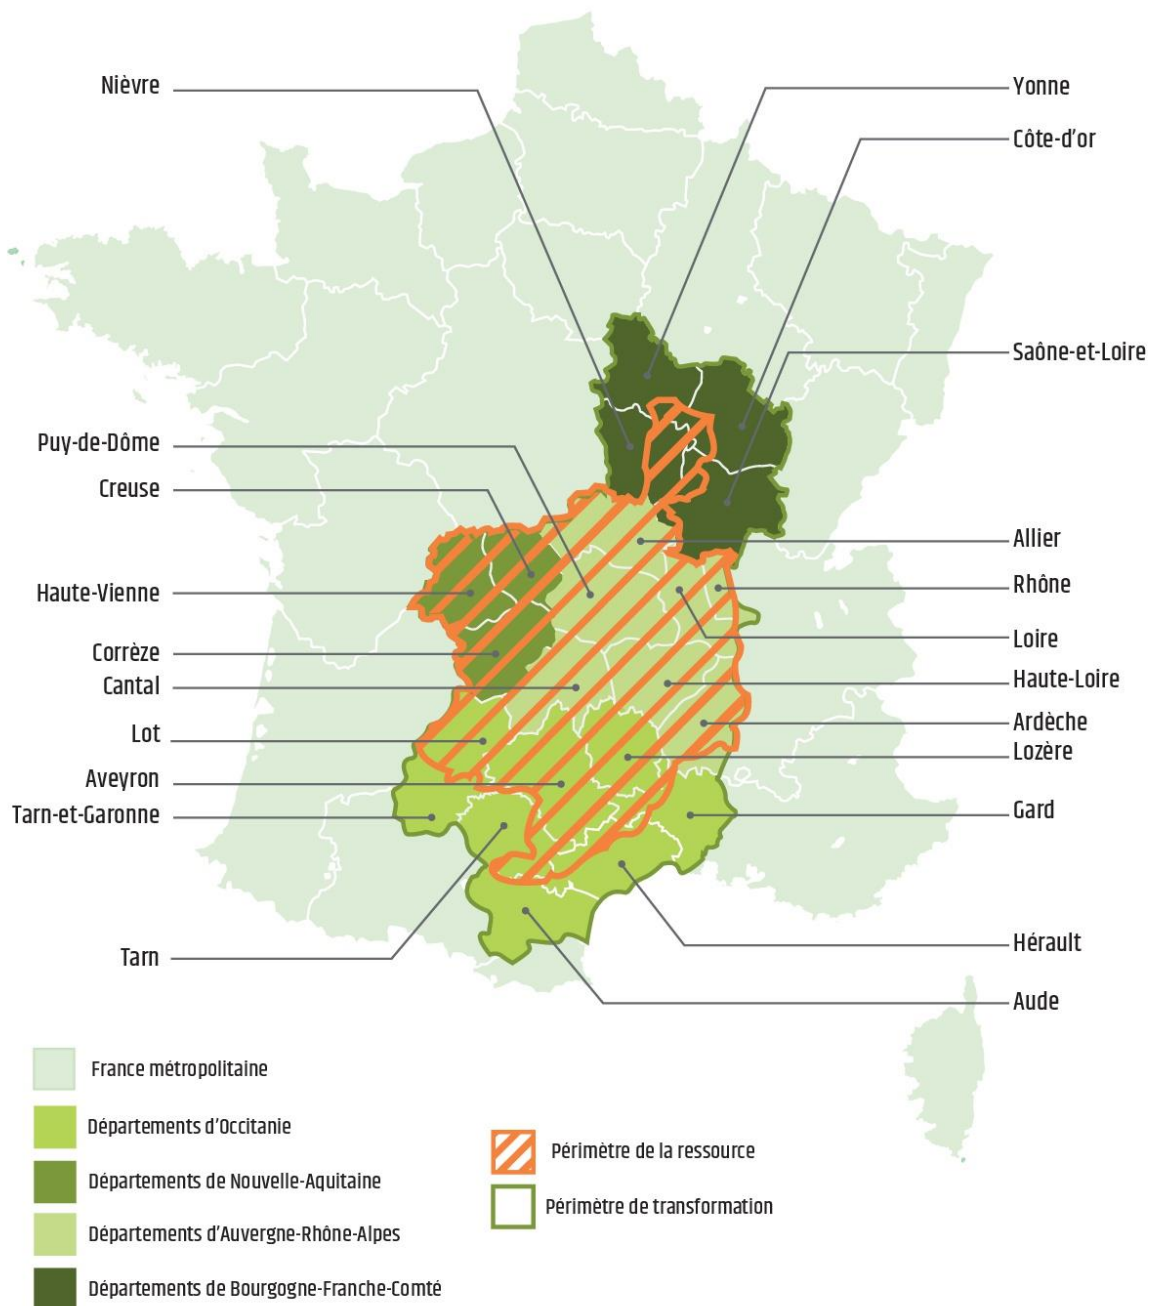 Nièvre
Yonne
Côte-d'or
Saône-et-Loire
Puy-de-Dôme
Creuse
Allier
Haute-Vienne
Rhône
Loire
Corrèze
Cantal
Haute-Loire
Lot
Ardèche
Lozère
Aveyron
Tarn-et-Garonne
Gard
Tarn
Hérault
Aude
France métropolitaine
Départements d'Occitanie
Départements de Nouvelle-Aquitaine
Départements d'Auvergne-Rhône-Alpes
Départements de Bourgogne-Franche-Comté
Périmètre de la ressource
Périmètre de transformation